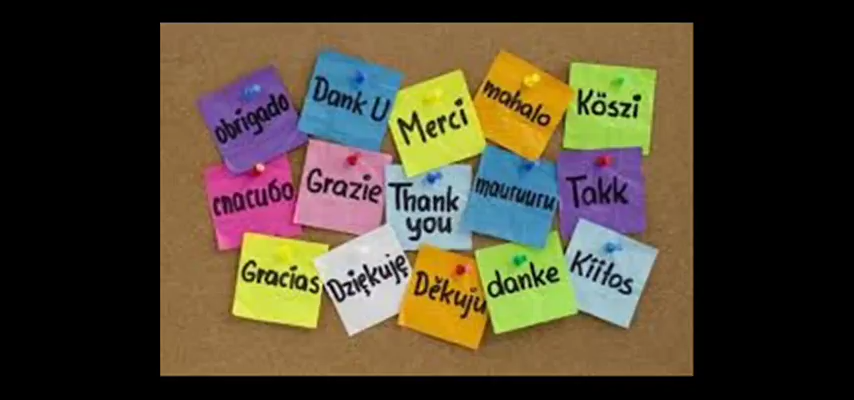 obrigado
Dank U
Merci
mahalo
Köszi
спасибо
Grazie
Thank
you
mauruuru
Takk
Gracias
Dziękuję
Děkuju
danke
Kiitos